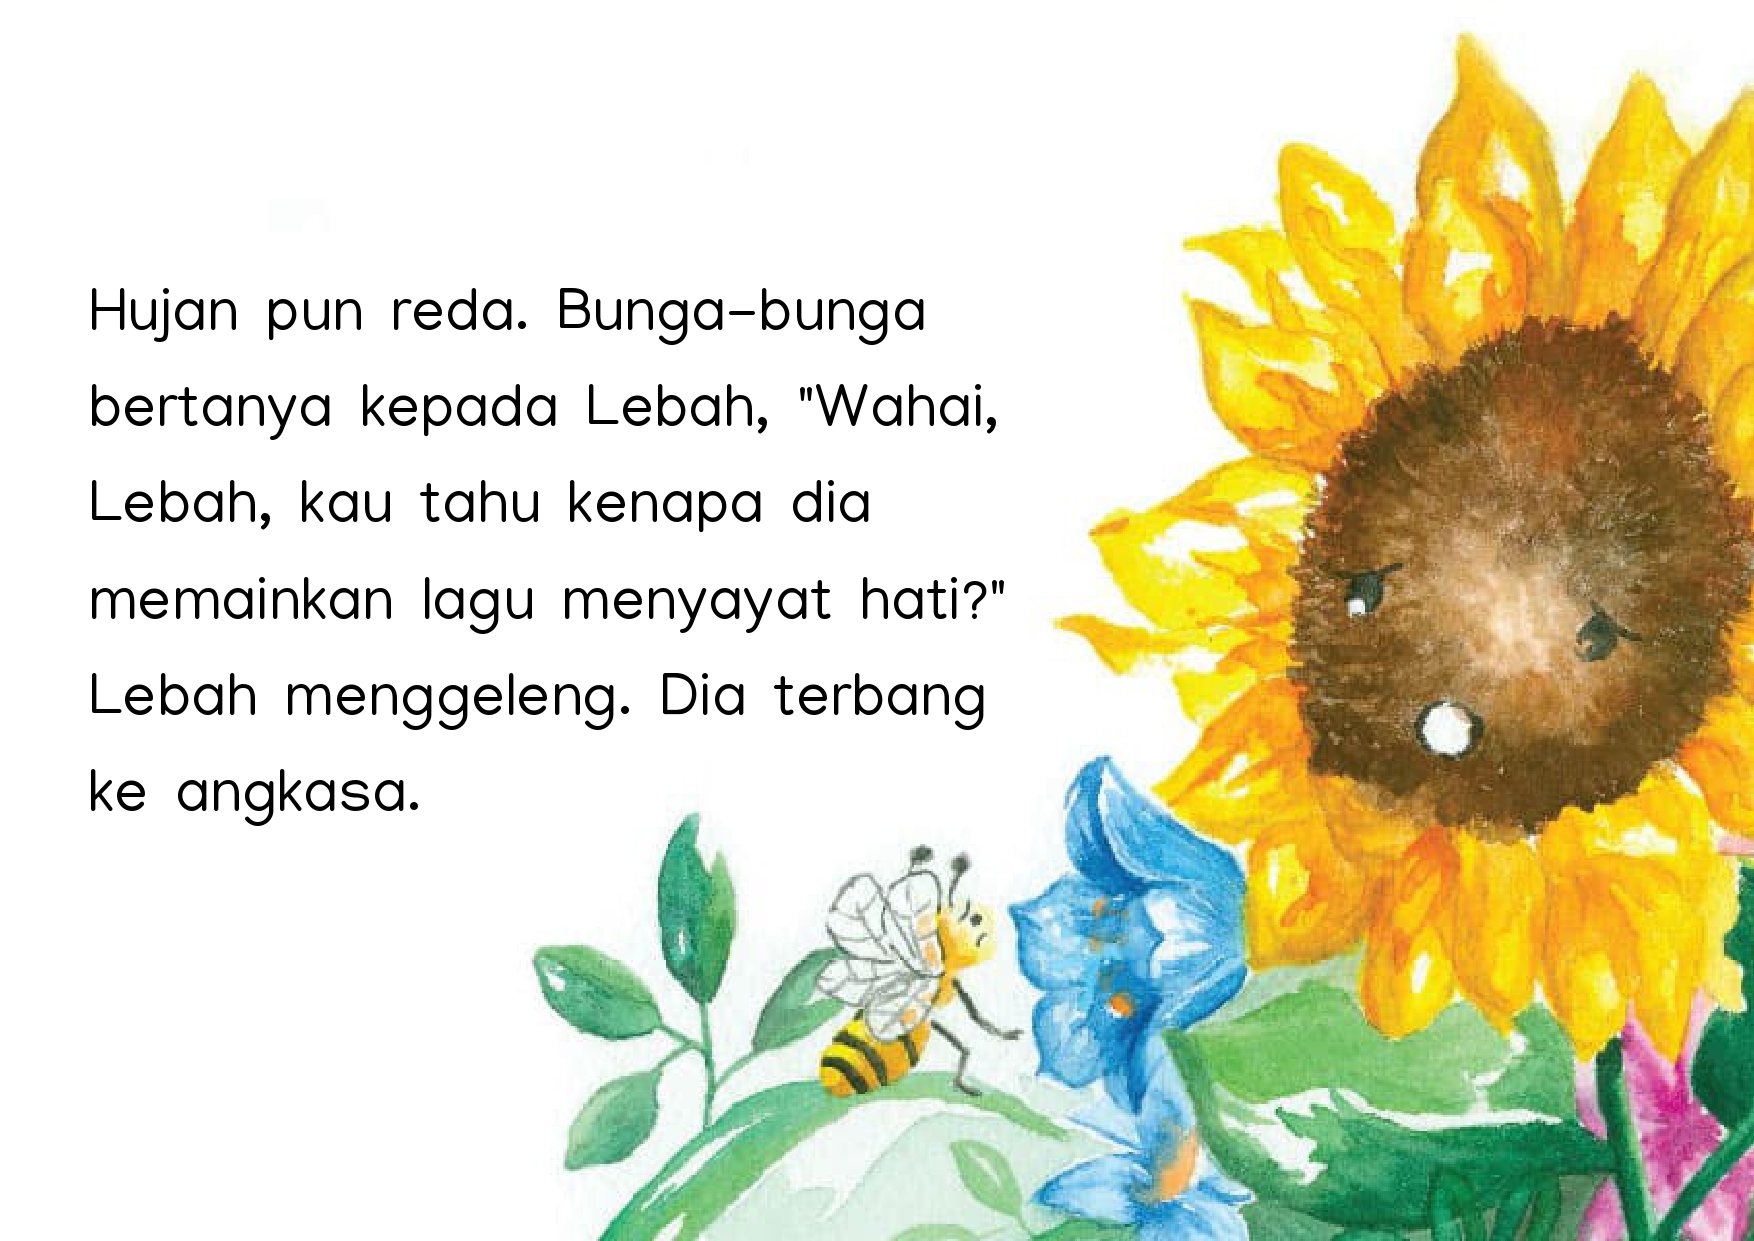 Hujan pun reda. Bunga-bunga
bertanya kepada Lebah, "Wahai,
Lebah, kau tahu kenapa dia
memainkan lagu menyayat hati?"
Lebah menggeleng. Dia terbang
ke angkasa.